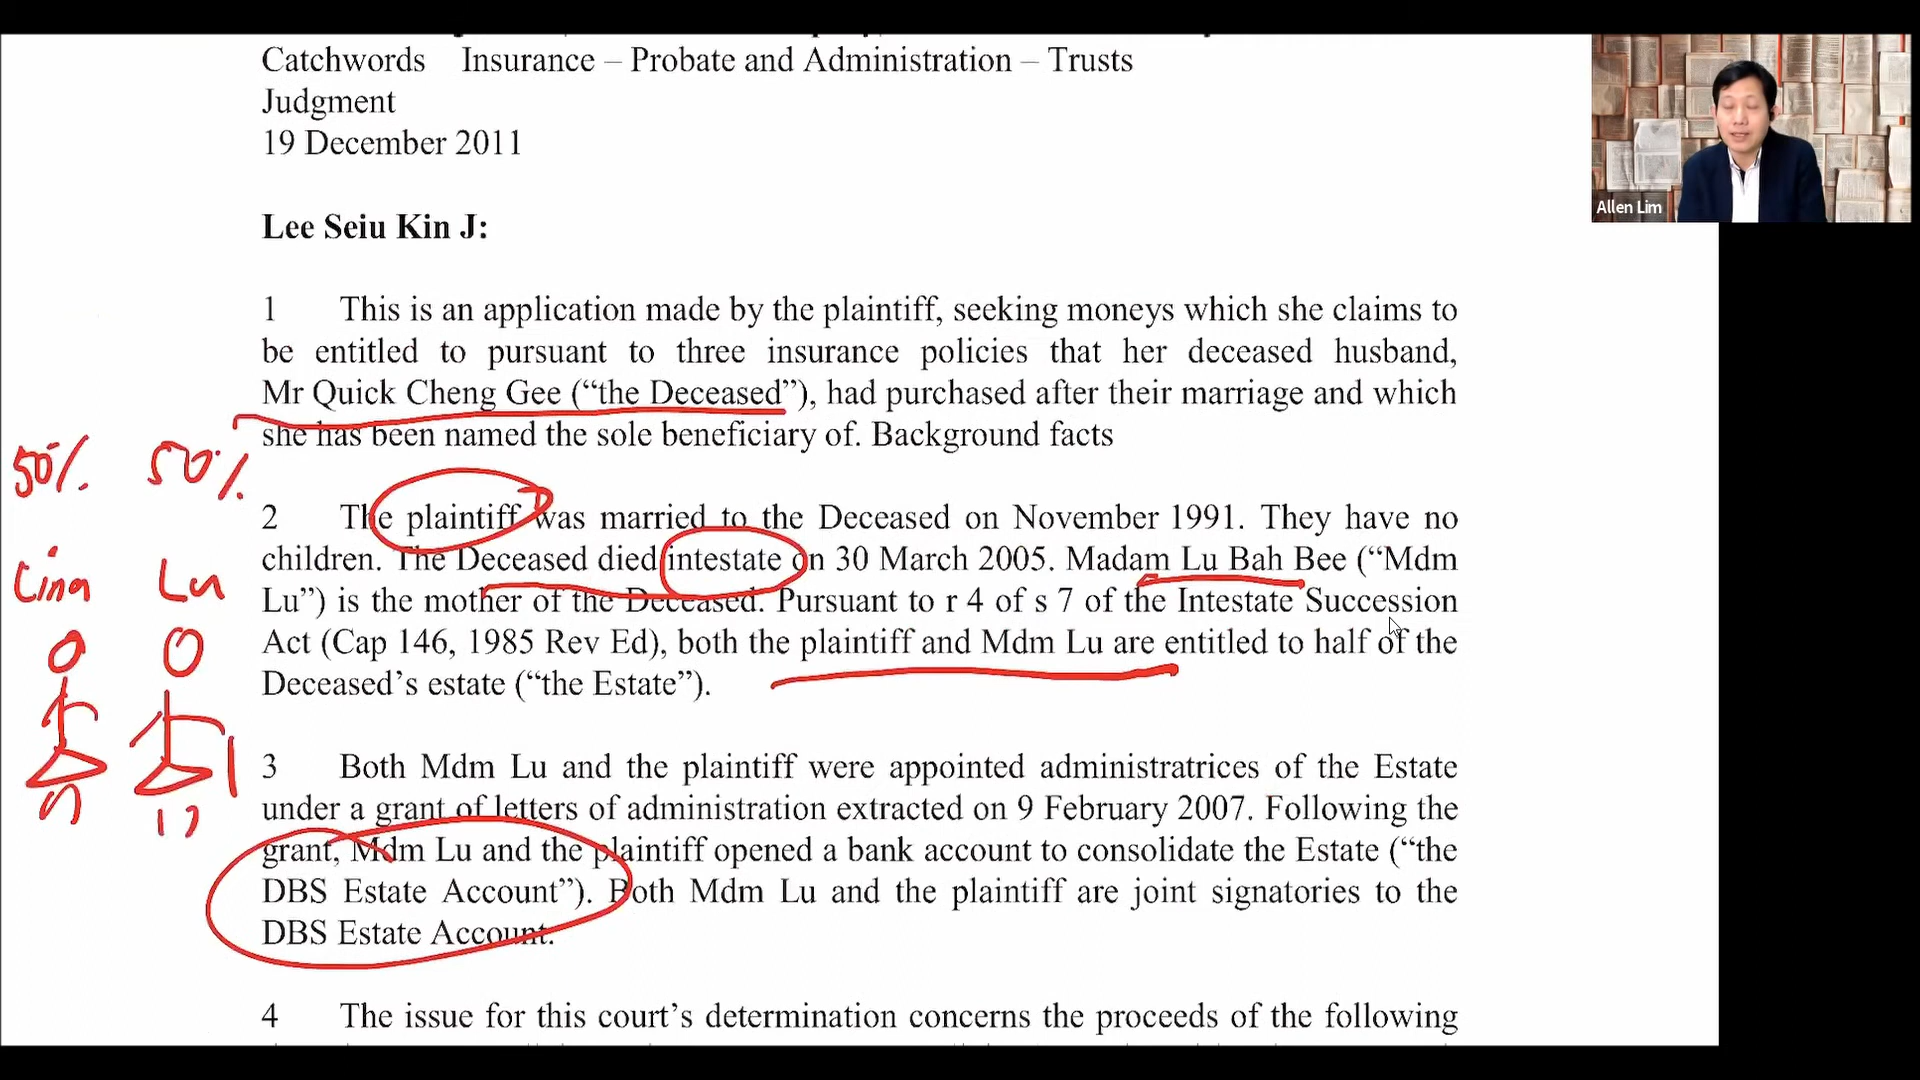 Catchwords Insurance – Probate and Administration – Trusts
Judgment
19 December 2011
Allen Lim
Lee Seiu Kin J:
1 This is an application made by the plaintiff, seeking moneys which she claims to
be entitled to pursuant to three insurance policies that her deceased husband,
Mr Quick Cheng Gee (“the Deceased”), had purchased after their marriage and which
she has been named the sole beneficiary of. Background facts
50% 50%
2 The plaintiff was married to the Deceased on November 1991. They have no
children. The Deceased died intestate on 30 March 2005. Madam Lu Bah Bee (“Mdm
Lu”) is the mother of the Deceased. Pursuant to r 4 of s 7 of the Intestate Succession
Act (Cap 146, 1985 Rev Ed), both the plaintiff and Mdm Lu are entitled to half of the
Deceased’s estate (“the Estate”).
Lu
3 Both Mdm Lu and the plaintiff were appointed administratrices of the Estate
under a grant of letters of administration extracted on 9 February 2007. Following the
grant, Mdm Lu and the plaintiff opened a bank account to consolidate the Estate (“the
DBS Estate Account”). Both Mdm Lu and the plaintiff are joint signatories to the
DBS Estate Account.
4 The issue for this court’s determination concerns the proceeds of the following